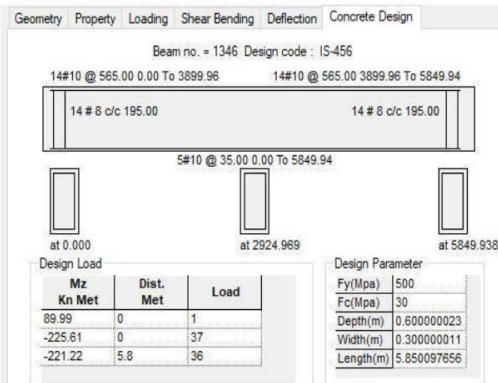 Geometry Property Loading Shear Bending Deflection Concrete Design
Beam no. = 1346 Design code : IS-456
14#10 @ 565.00 0.00 To 3899.96 14#10 @ 565.00 3899.96 To 5849.94
14 # 8 c/c 195.00 14 # 8 c/c 195.00
5#10 @ 35.00 0.00 To 5849.94
at 0.000 at 2924.969 at 5849.938
Design Load Design Parameter
Mz Kn Met Dist. Met Load
89.99 0 1
-225.61 0 37
-221.22 5.8 36
Fy(Mpa) 500
Fc(Mpa) 30
Depth(m) 0.600000023
Width(m) 0.300000011
Length(m) 5.850097656